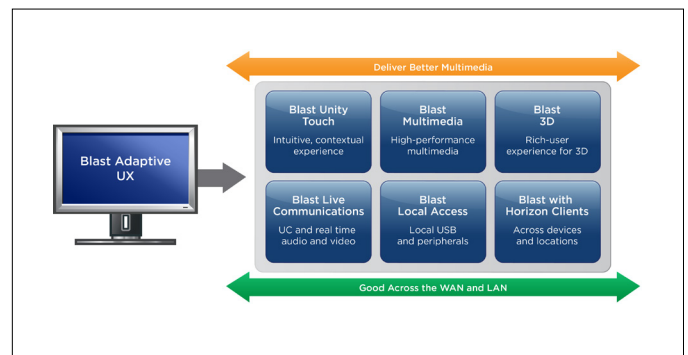 Deliver Better Multimedia
Blast Adaptive
UX
Blast Unity
Touch
Intuitive, contextual
experience
Blast
Multimedia
High-performance
multimedia
Blast
3D
Rich-user
experience for 3D
Blast Live
Communications
UC and real time
audio and video
Blast
Local Access
Local USB
and peripherals
Blast with
Horizon Clients
Across devices
and locations
Good Across the WAN and LAN